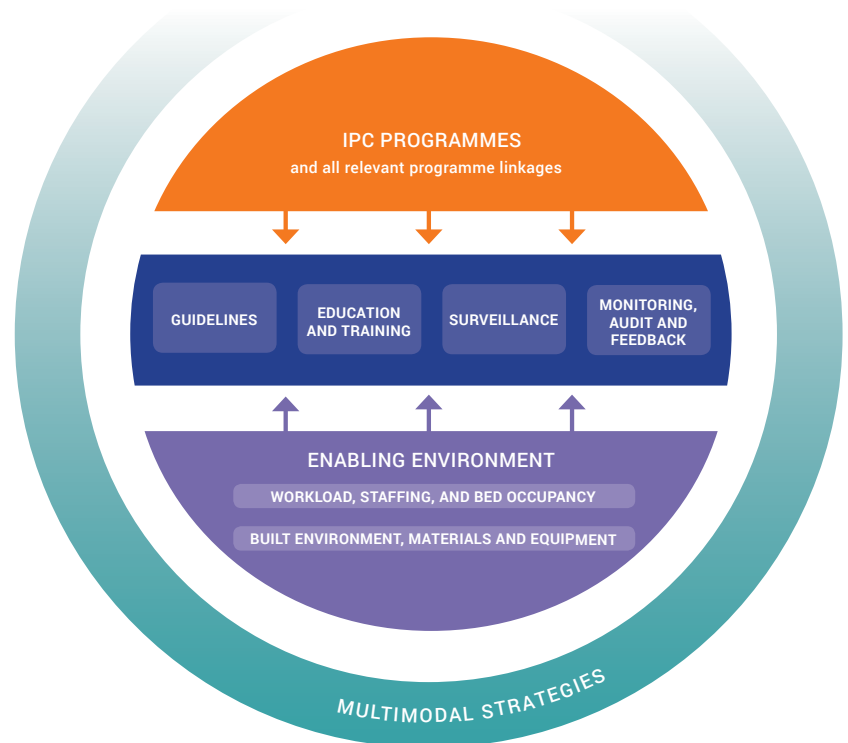 IPC PROGRAMMES
and all relevant programme linkages
GUIDELINES
EDUCATION
AND TRAINING
SURVEILLANCE
MONITORING,
AUDIT AND
FEEDBACK
ENABLING ENVIRONMENT
WORKLOAD, STAFFING, AND BED OCCUPANCY
BUILT ENVIRONMENT, MATERIALS AND EQUIPMENT
MULTIMODAL STRATEGIES